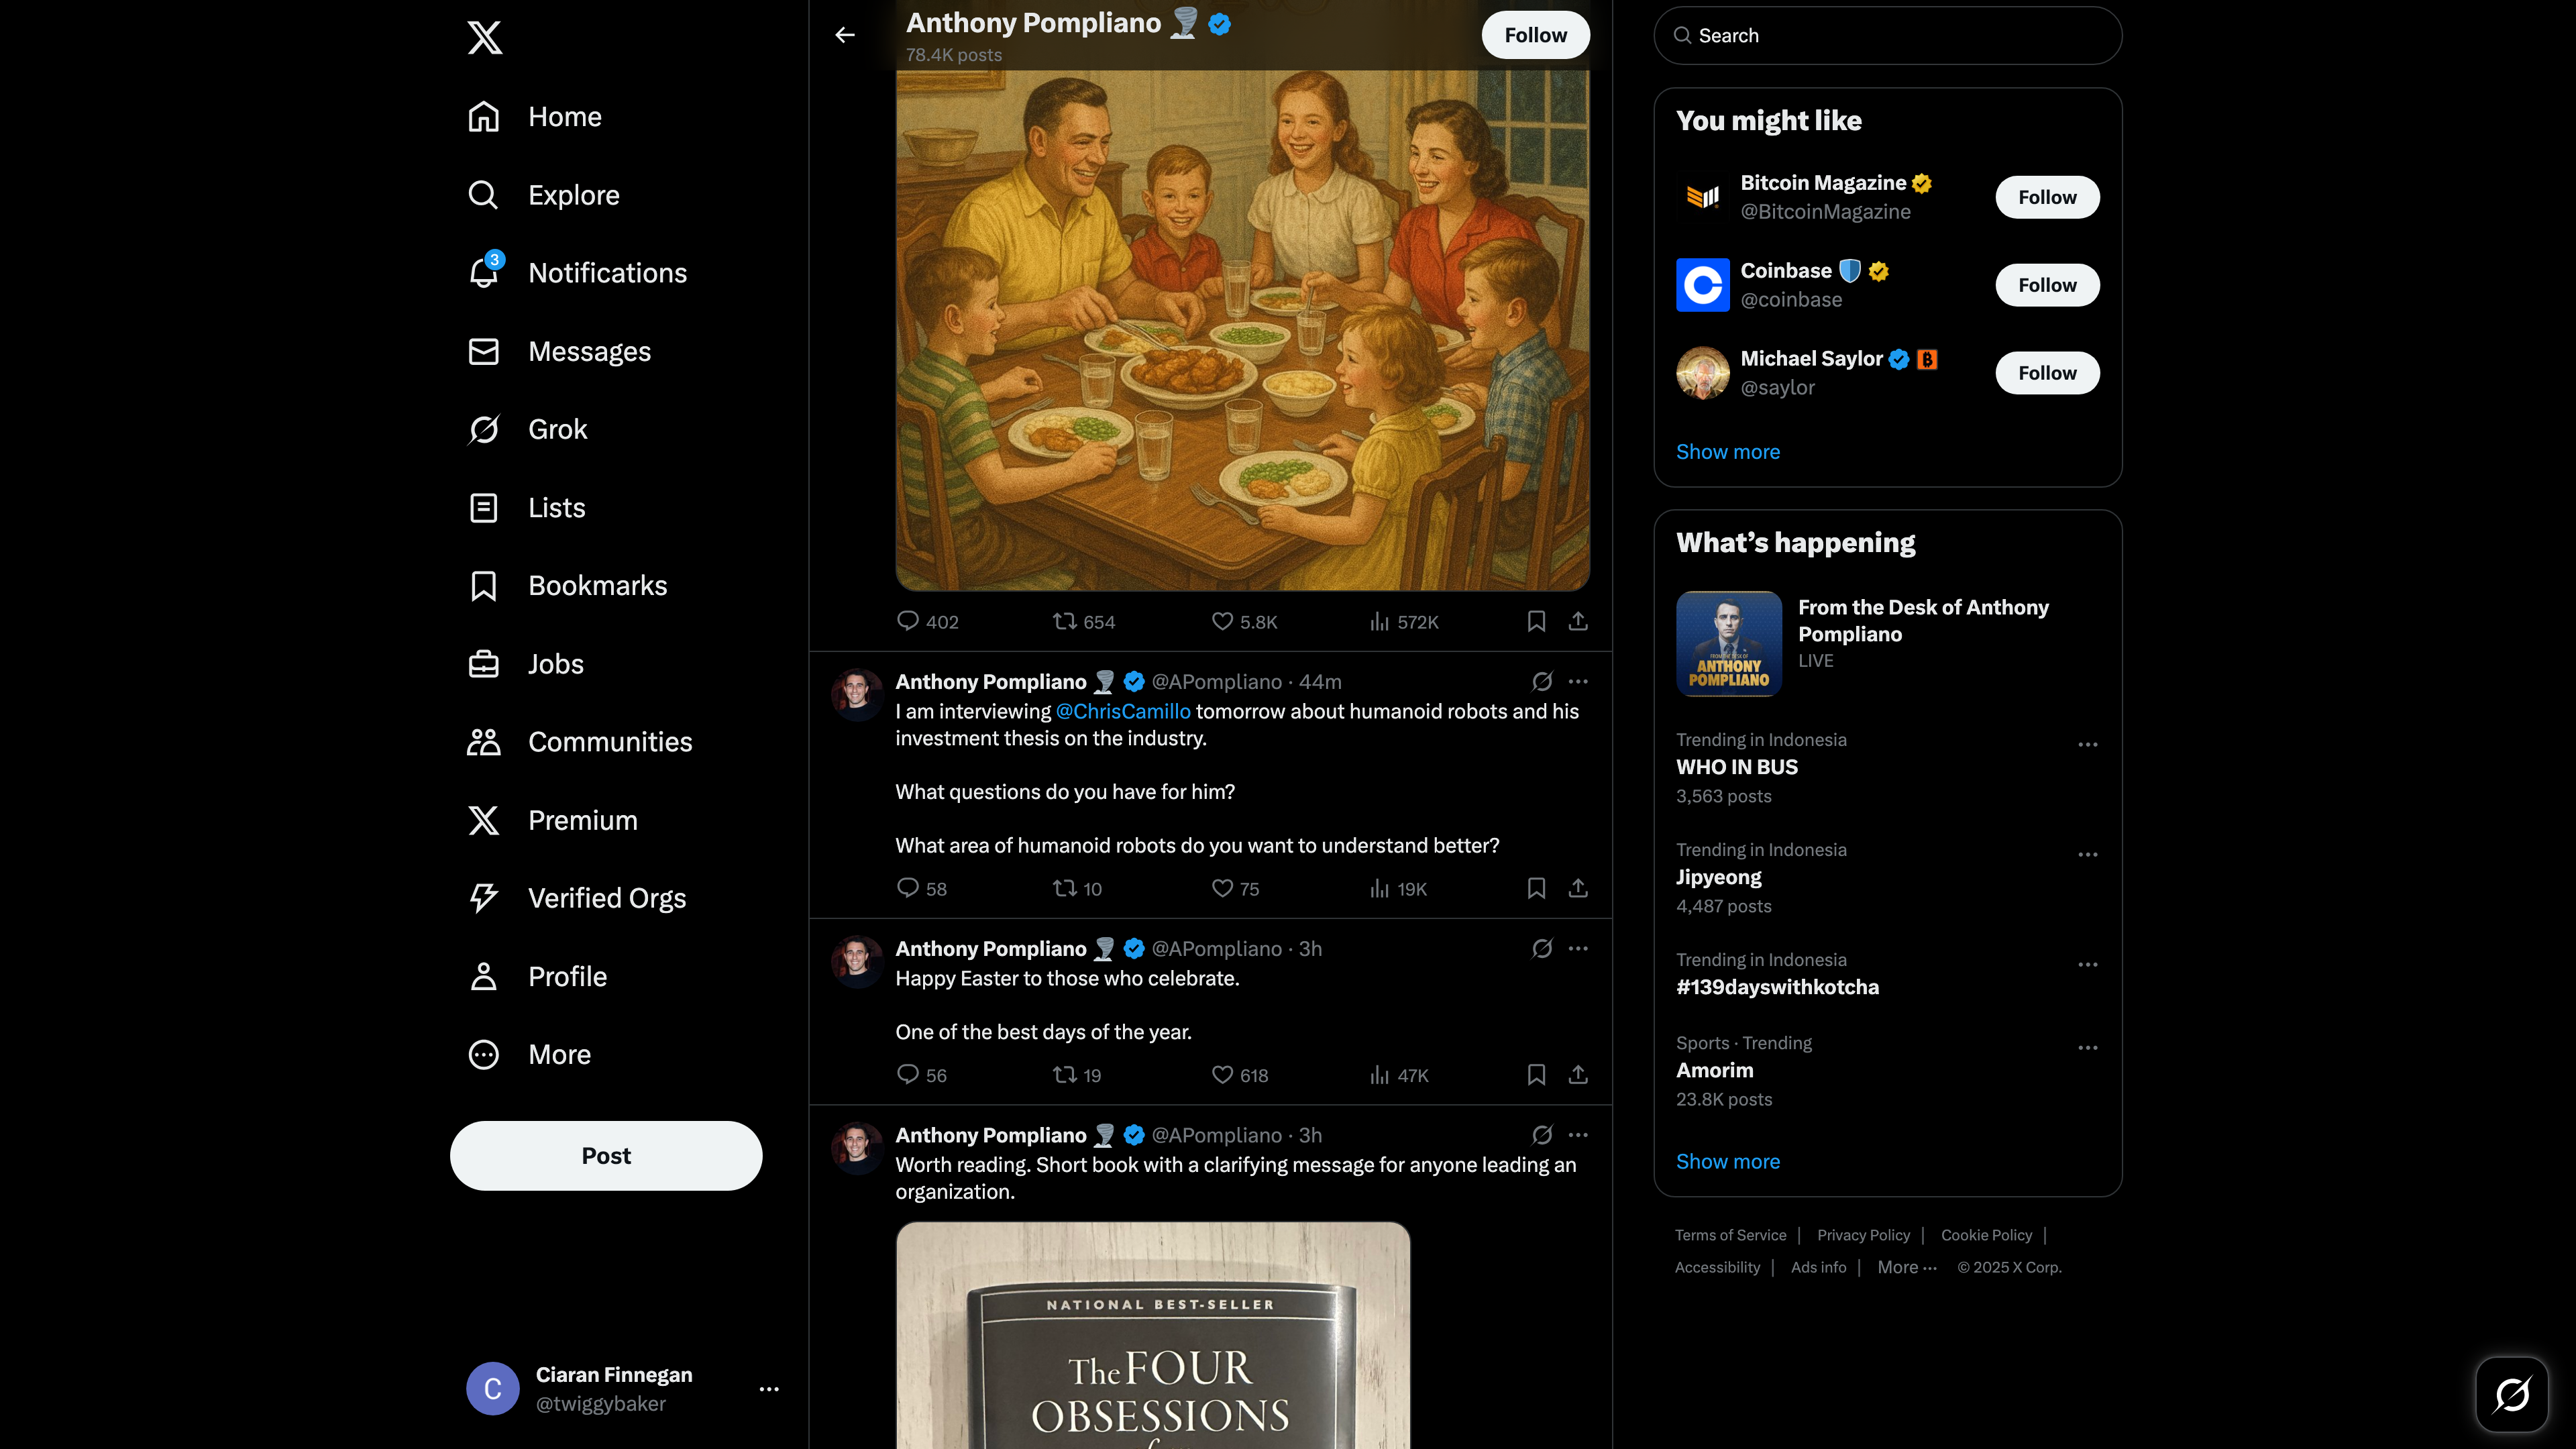 Home
Explore
3
Notifications
Messages
Grok
Lists
Bookmarks
Jobs
Communities
Premium
Verified Orgs
Profile
More
Post
C
Ciaran Finnegan
@twiggybaker
Anthony Pompliano
78.4K posts
Follow
402 654 5.8K 572K
Anthony Pompliano @APompliano · 44m
I am interviewing @ChrisCamillo tomorrow about humanoid robots and his
investment thesis on the industry.
What questions do you have for him?
What area of humanoid robots do you want to understand better?
58 10 75 19K
Anthony Pompliano @APompliano · 3h
Happy Easter to those who celebrate.
One of the best days of the year.
56 19 618 47K
Anthony Pompliano @APompliano · 3h
Worth reading. Short book with a clarifying message for anyone leading an
organization.
NATIONAL BEST-SELLER
The FOUR
OBSESSIONS
Search
You might like
Bitcoin Magazine
@BitcoinMagazine
Follow
Coinbase
@coinbase
Follow
Michael Saylor
@saylor
Follow
Show more
What's happening
FROM THE DESK OF
ANTHONY
POMPLIANO
From the Desk of Anthony
Pompliano
LIVE
Trending in Indonesia
WHO IN BUS
3,563 posts
Trending in Indonesia
Jipyeong
4,487 posts
Trending in Indonesia
#139dayswithkotcha
Sports · Trending
Amorim
23.8K posts
Show more
Terms of Service | Privacy Policy | Cookie Policy |
Accessibility | Ads info | More ··· © 2025 X Corp.